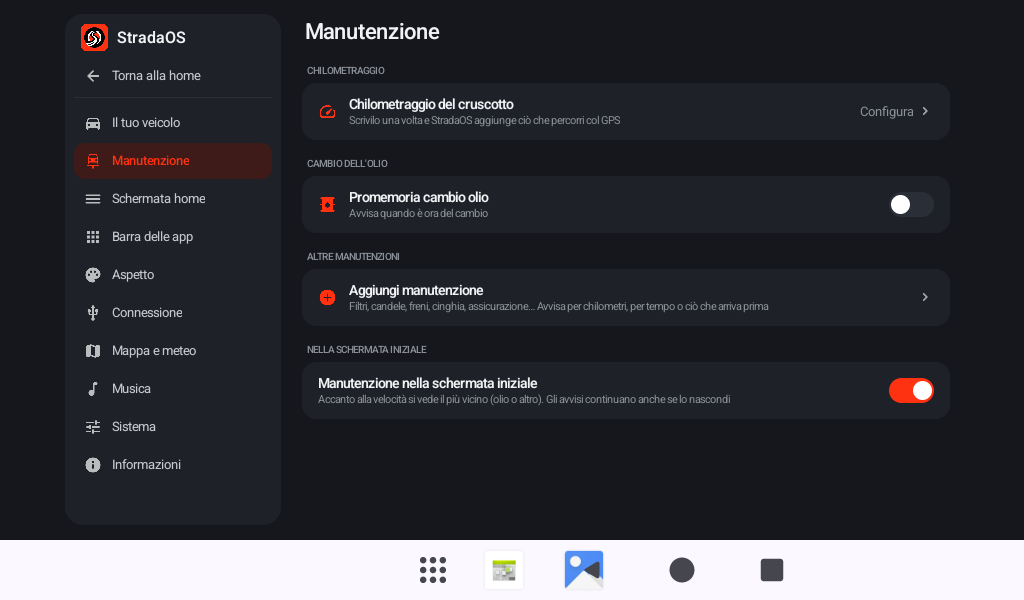 StradaOS
Torna alla home
Il tuo veicolo
Manutenzione
Schermata home
Barra delle app
Aspetto
Connessione
Mappa e meteo
Musica
Sistema
Informazioni
Manutenzione
CHILOMETRAGGIO
Chilometraggio del cruscotto
Scrivilo una volta e StradaOS aggiunge ciò che percorri col GPS
Configura
CAMBIO DELL'OLIO
Promemoria cambio olio
Avvisa quando è ora del cambio
ALTRE MANUTENZIONI
Aggiungi manutenzione
Filtri, candele, freni, cinghia, assicurazione... Avvisa per chilometri, per tempo o ciò che arriva prima
NELLA SCHERMATA INIZIALE
Manutenzione nella schermata iniziale
Accanto alla velocità si vede il più vicino (olio o altro). Gli avvisi continuano anche se lo nascondi